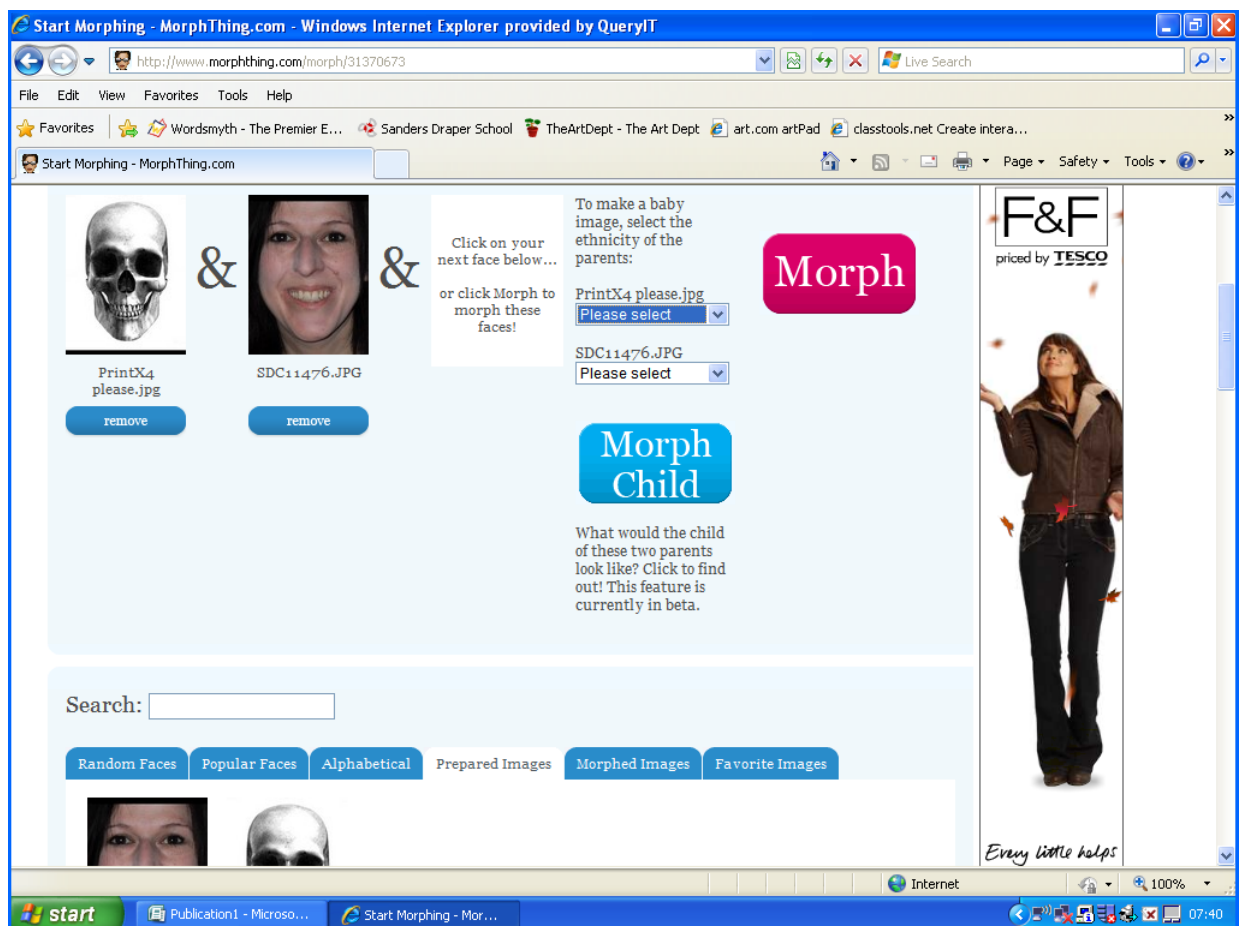 Start Morphing - MorphThing.com - Windows Internet Explorer provided by QueryIT
http://www.morphthing.com/morph/31370673
Live Search
File Edit View Favorites Tools Help
Favorites Wordsmyth - The Premier E... Sanders Draper School TheArtDept - The Art Dept art.com artPad classtools.net Create intera... »
Start Morphing - MorphThing.com
Page Safety Tools »
&
&
Click on your
next face below...
or click Morph to
morph these
faces!
PrintX4
please.jpg
remove
SDC11476.JPG
remove
To make a baby
image, select the
ethnicity of the
parents:
PrintX4 please.jpg
Please select
SDC11476.JPG
Please select
Morph
Morph
Child
What would the child
of these two parents
look like? Click to find
out! This feature is
currently in beta.
F&F
priced by TESCO
Every little helps
Search:
Random Faces Popular Faces Alphabetical Prepared Images Morphed Images Favorite Images
Internet 100%
start Publication1 - Microso... Start Morphing - Mor... 07:40